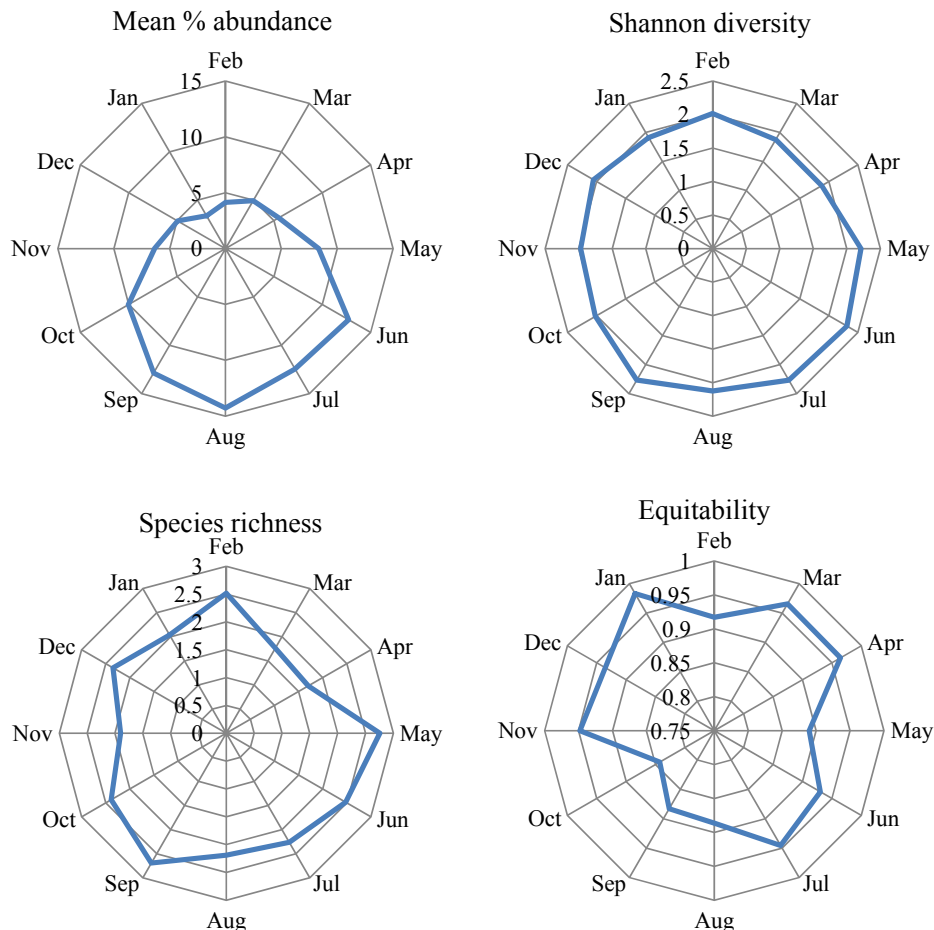 Mean % abundance
Feb
15
Jan
Mar
10
Dec
Apr
5
Nov
0
May
Oct
Jun
Sep
Jul
Aug
Shannon diversity
Feb
2.5
Jan
Mar
2
1.5
Dec
Apr
1
0.5
Nov
0
May
Oct
Jun
Sep
Jul
Aug
Species richness
Feb
3
Jan
Mar
2.5
2
Dec
Apr
1.5
1
0.5
Nov
0
May
Oct
Jun
Sep
Jul
Aug
Equitability
Feb
1
Jan
Mar
0.95
0.9
Dec
Apr
0.85
0.8
Nov
0.75
May
Oct
Jun
Sep
Jul
Aug